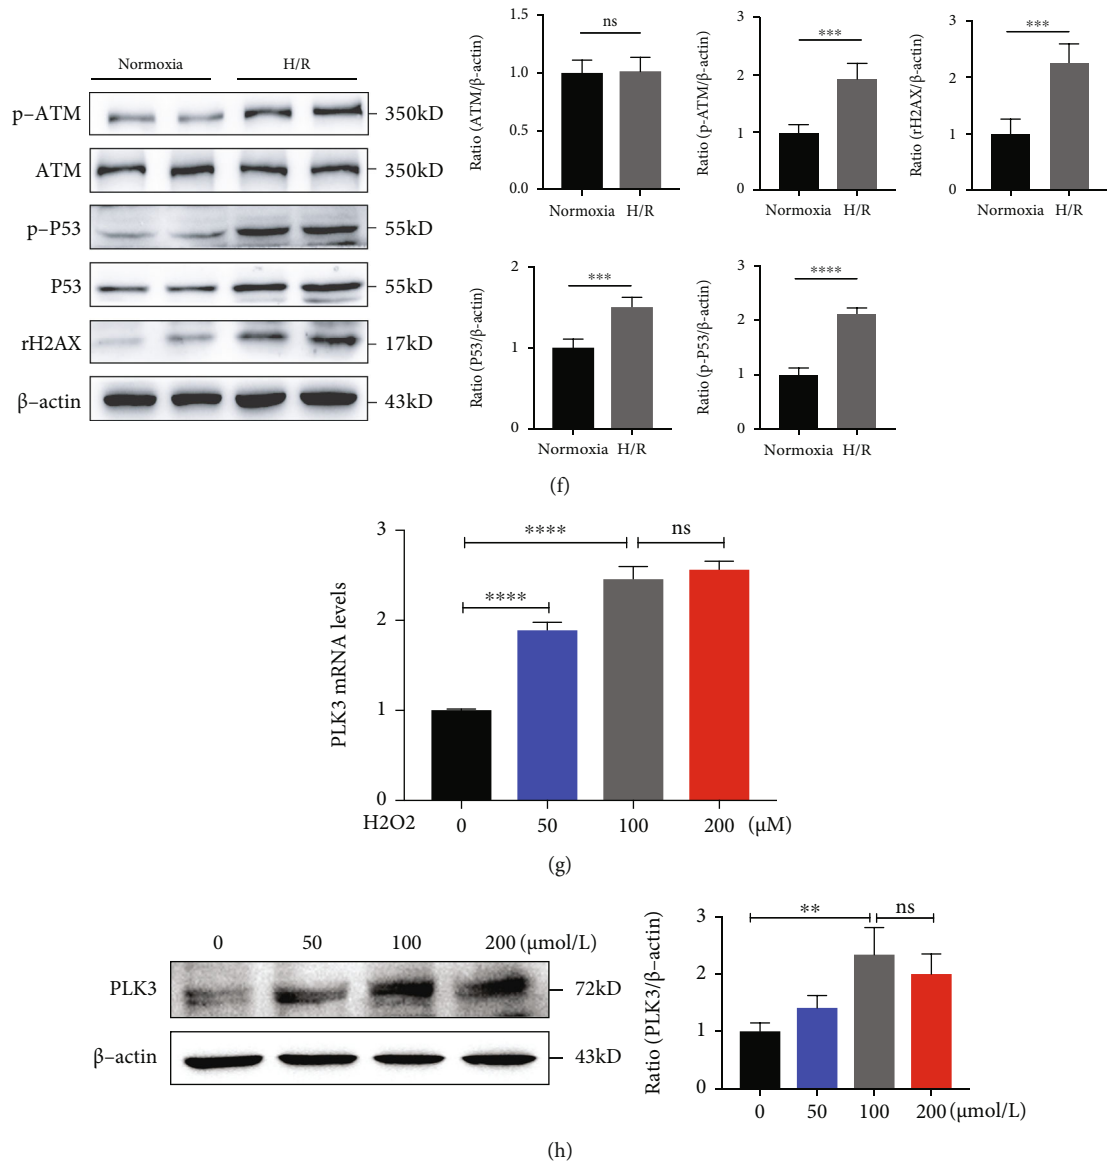 Normoxia H/R
p-ATM 350kD
ATM 350kD
p-P53 55kD
P53 55kD
rH2AX 17kD
β-actin 43kD
Ratio (ATM/β-actin)
1.5
1.0
0.5
0.0
ns
Normoxia H/R
Ratio (p-ATM/β-actin)
3
2
1
0
***
Normoxia H/R
Ratio (rH2AX/β-actin)
3
2
1
0
***
Normoxia H/R
Ratio (P53/β-actin)
2
1
0
***
Normoxia H/R
Ratio (p-P53/β-actin)
3
2
1
0
****
Normoxia H/R
(f)
PLK3 mRNA levels
3
2
1
0
****
****
ns
H2O2 0 50 100 200 (μM)
(g)
0 50 100 200 (μmol/L)
PLK3 72kD
β-actin 43kD
Ratio (PLK3/β-actin)
3
2
1
0
**
ns
0 50 100 200 (μmol/L)
(h)